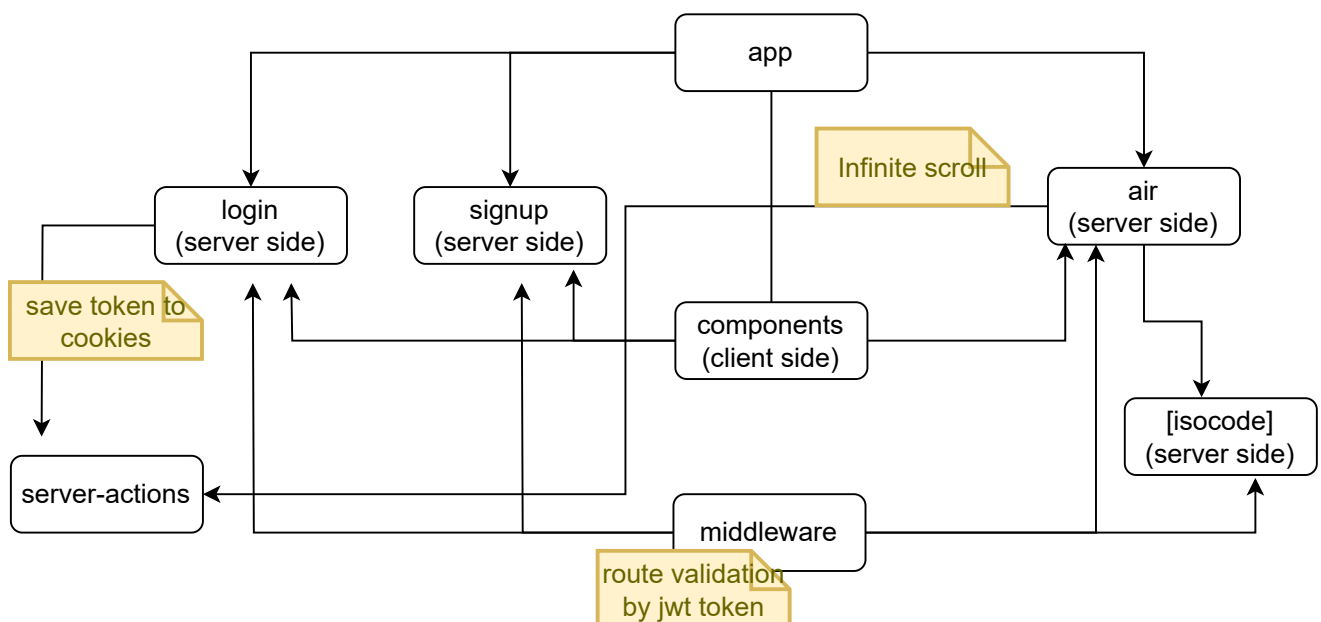 app
Infinite scroll
air
(server side)
login
(server side)
signup
(server side)
save token to
cookies
components
(client side)
[isocode]
(server side)
server-actions
middleware
route validation
by jwt token